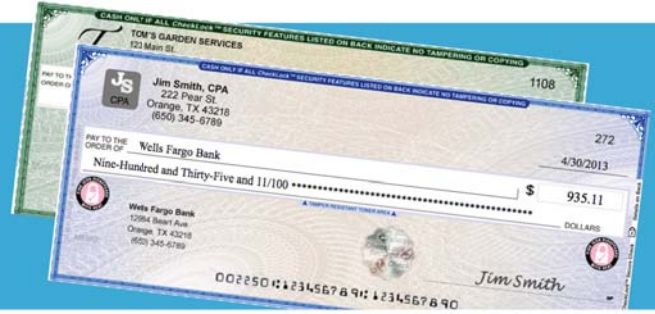 CASH ONLY IF ALL CheckLock™ SECURITY FEATURES LISTED ON BACK INDICATE NO TAMPERING OR COPYING
TOM'S GARDEN SERVICES
123 Main St.
1108
PAY TO TH
ORDER O
CASH ONLY IF ALL CheckLock™ SECURITY FEATURES LISTED ON BACK INDICATE NO TAMPERING OR COPYING
JS
CPA
Jim Smith, CPA
222 Pear St.
Orange, TX 43218
(650) 345-6789
272
4/30/2013
PAY TO THE
ORDER OF
Wells Fargo Bank
$ 935.11
Nine-Hundred and Thirty-Five and 11/100
DOLLARS
TAMPER RESISTANT TONER AREA
Wells Fargo Bank
12984 Beart Ave
Orange, TX 43218
(650) 345-6789
Jim Smith
002250 ⑆123456789⑆ 1234567890